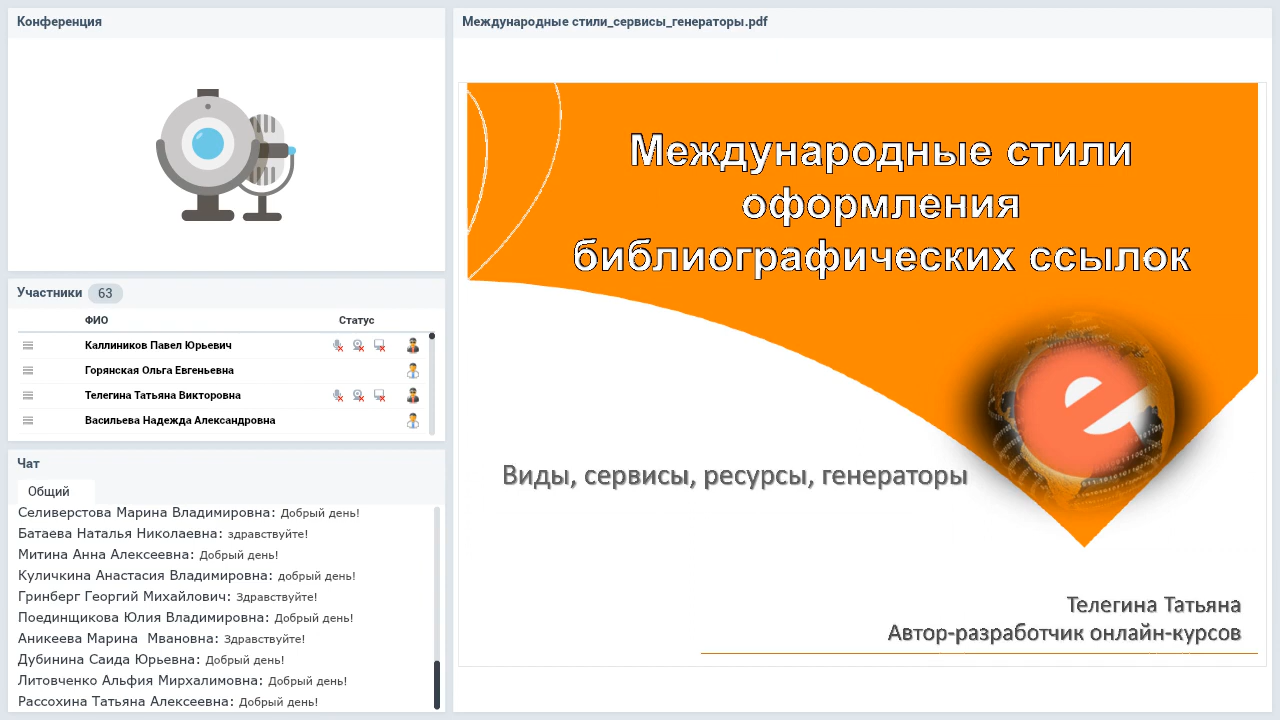 Конференция
Участники 63
ФИО Статус
Каллиников Павел Юрьевич
Горянская Ольга Евгеньевна
Телегина Татьяна Викторовна
Васильева Надежда Александровна
Чат
Общий
Селиверстова Марина Владимировна: Добрый день!
Батаева Наталья Николаевна: здравствуйте!
Митина Анна Алексеевна: Добрый день!
Куличкина Анастасия Владимировна: добрый день!
Гринберг Георгий Михайлович: Здравствуйте!
Поединщикова Юлия Владимировна: Добрый день!
Аникеева Марина Мвановна: Здравствуйте!
Дубинина Саида Юрьевна: Добрый день!
Литовченко Альфия Мирхалимовна: Добрый день!
Рассохина Татьяна Алексеевна: Добрый день!
Международные стили_сервисы_генераторы.pdf
Международные стили
оформления
библиографических ссылок
Виды, сервисы, ресурсы, генераторы
Телегина Татьяна
Автор-разработчик онлайн-курсов